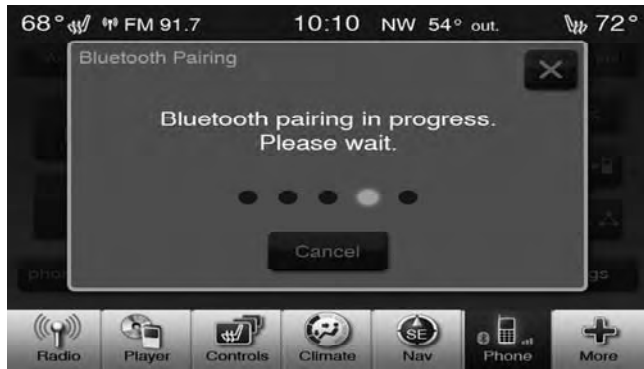 68° FM 91.7 10:10 NW 54° out. 72°
Bluetooth Pairing
Bluetooth pairing in progress.
Please wait.
Cancel
Radio Player Controls Climate SE Nav Phone More